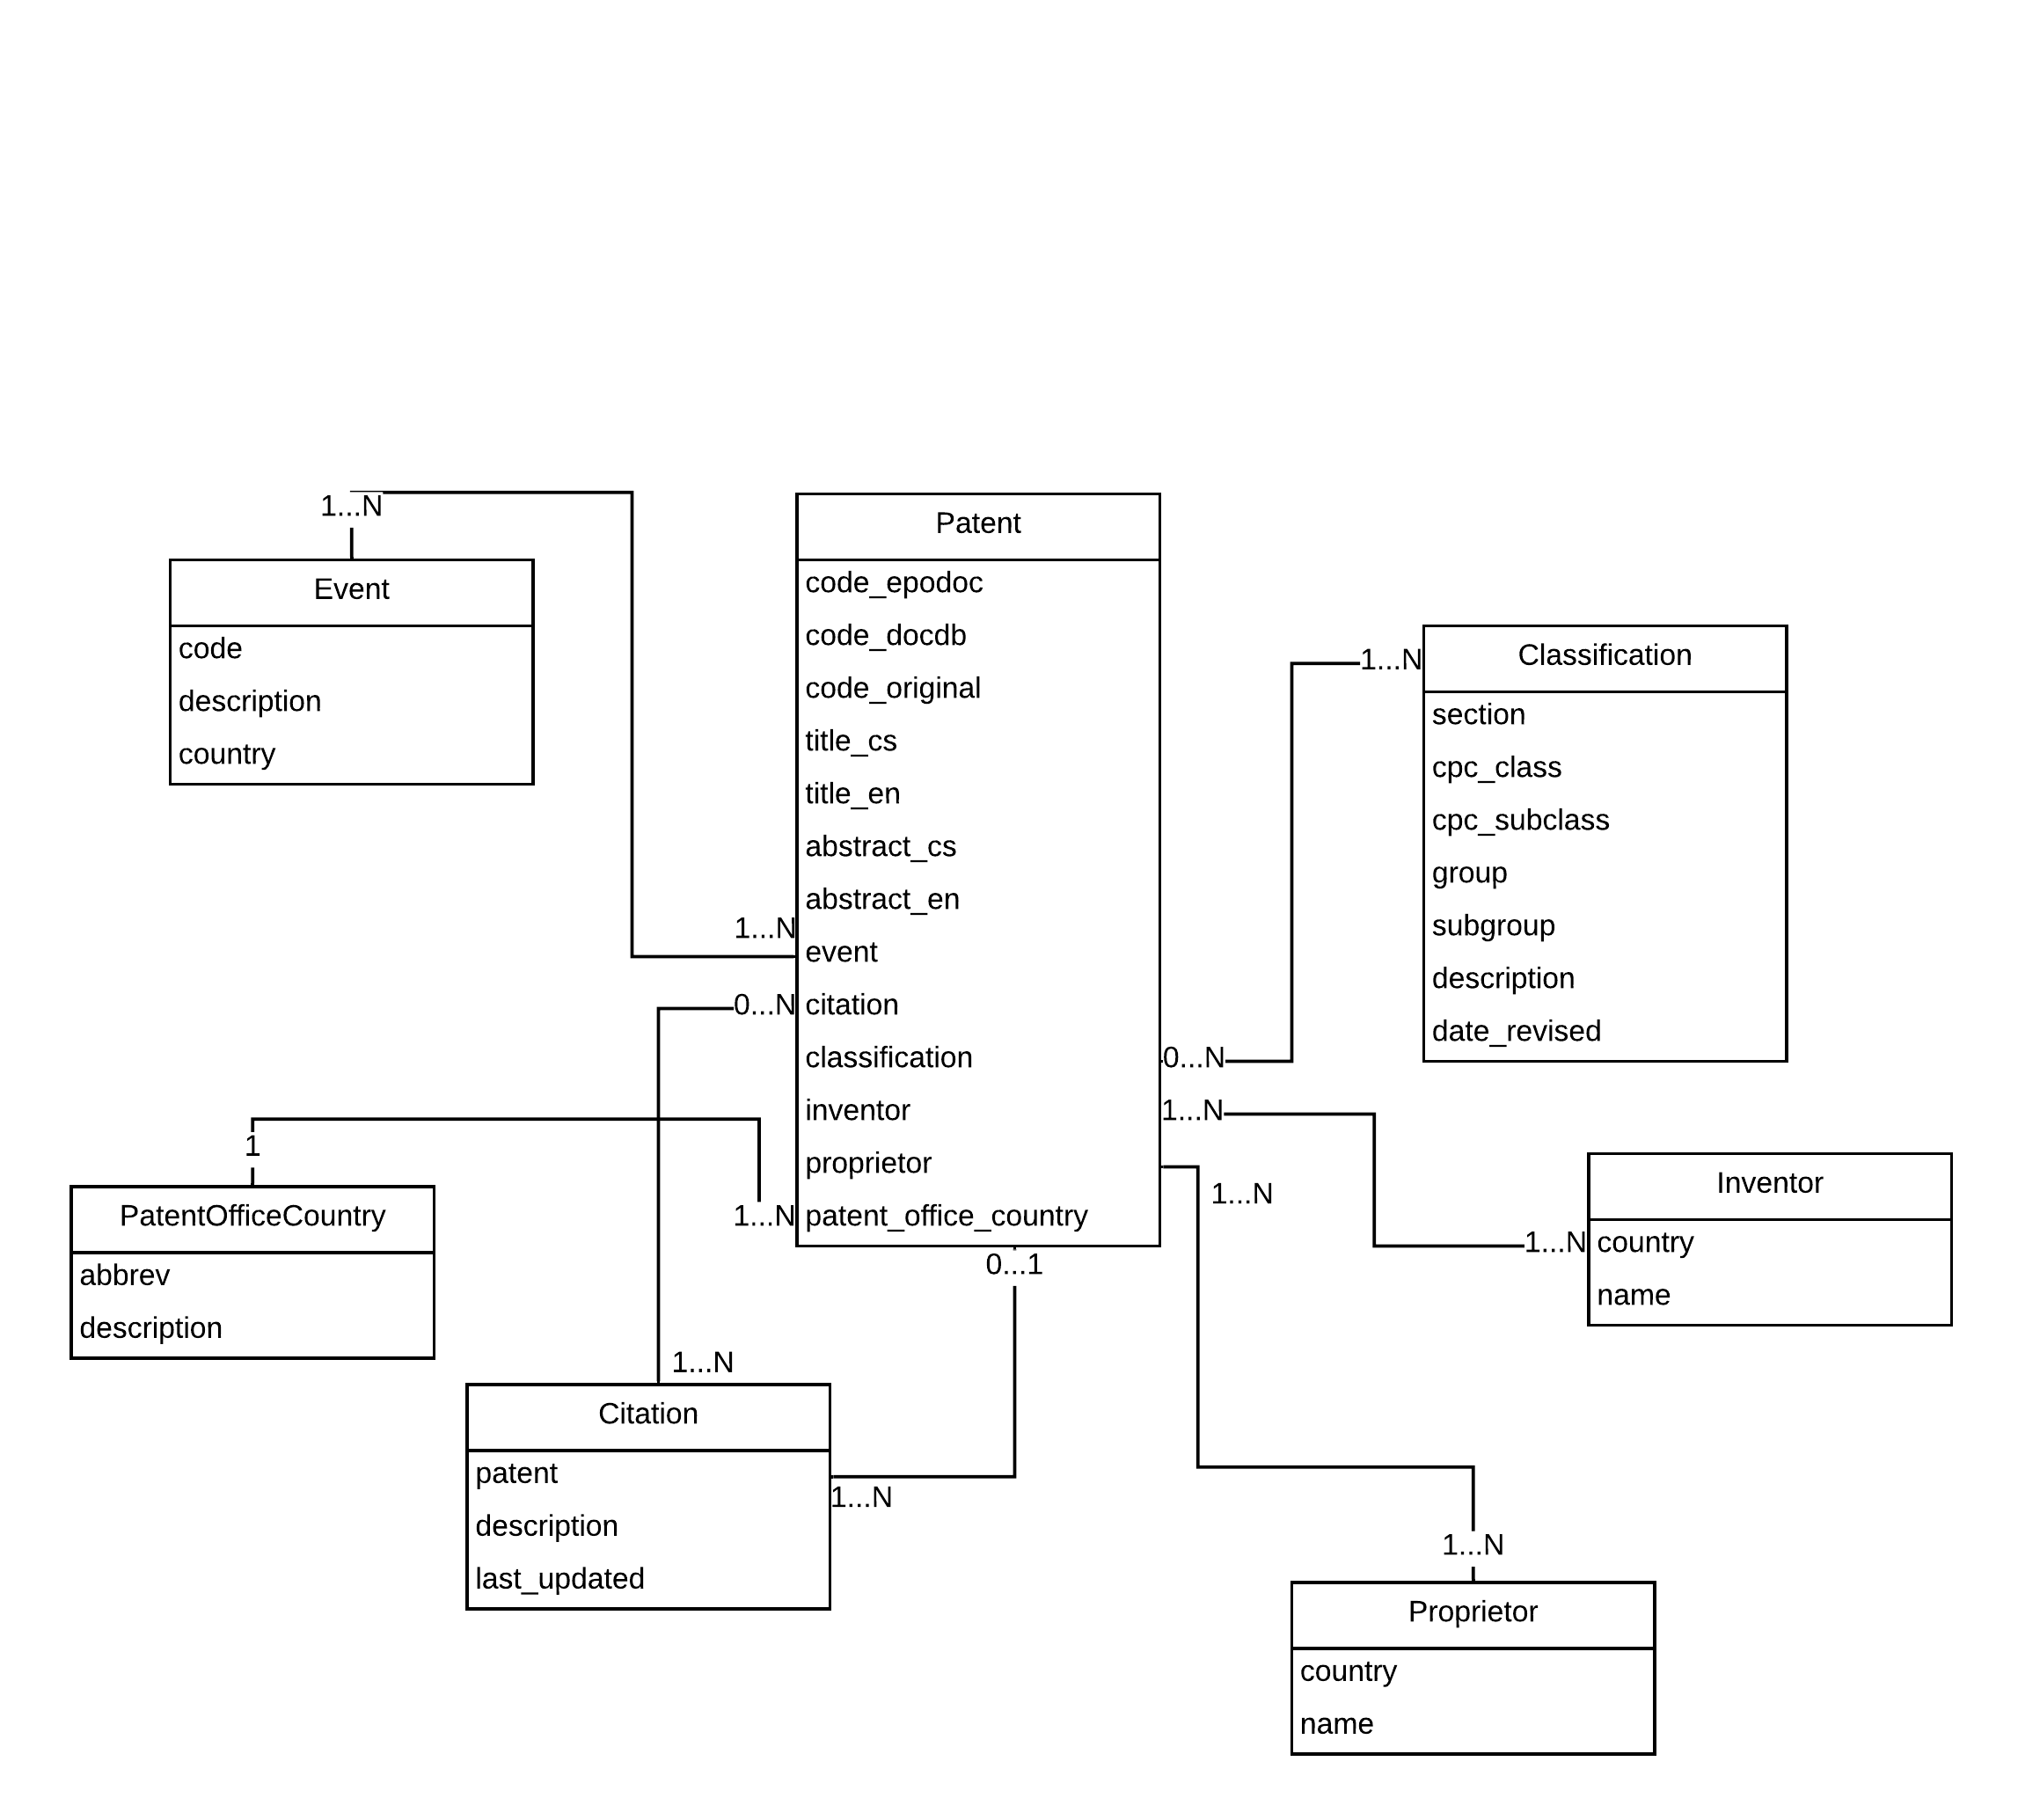 1...N
Event
code
description
country
Patent
code_epodoc
code_docdb
code_original
title_cs
title_en
abstract_cs
abstract_en
event
citation
classification
inventor
proprietor
patent_office_country
1...N
0...N
1...N
0...N
1...N
1...N
0...1
1...N
Classification
section
cpc_class
cpc_subclass
group
subgroup
description
date_revised
1
PatentOfficeCountry
abbrev
description
1...N
Inventor
country
name
1...N
Citation
patent
description
last_updated
1...N
1...N
Proprietor
country
name